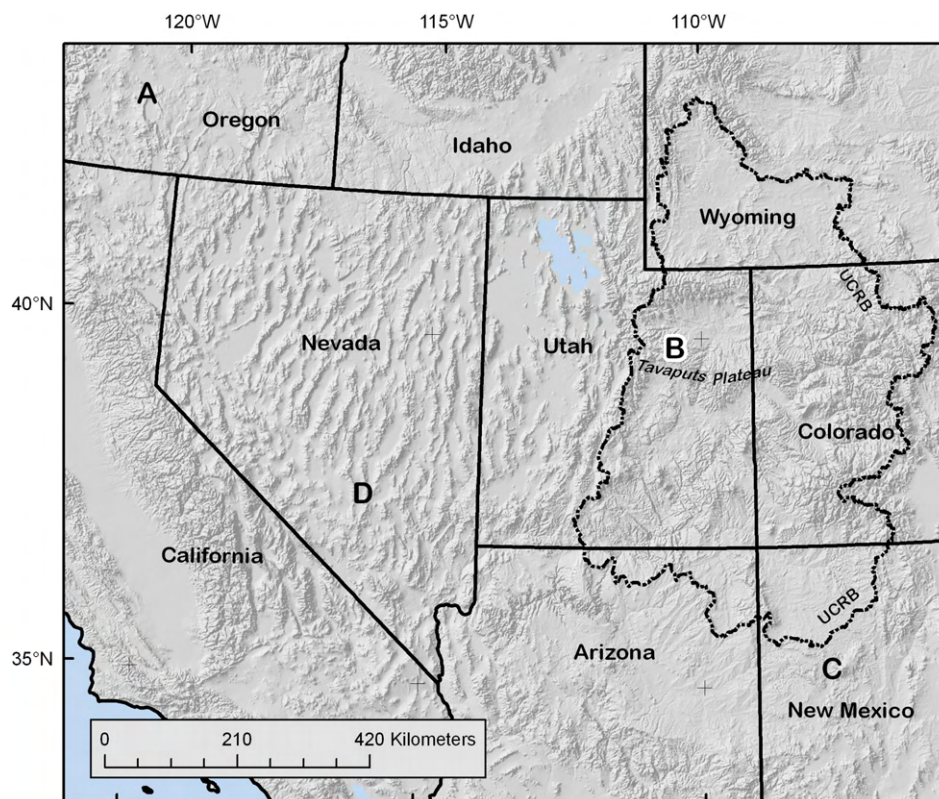 120°W 115°W 110°W
A
Oregon
Idaho
Wyoming
UCRB
40°N
Nevada
Utah
B
Tavaputs Plateau
Colorado
D
California
UCRB
35°N
Arizona
C
New Mexico
0 210 420 Kilometers